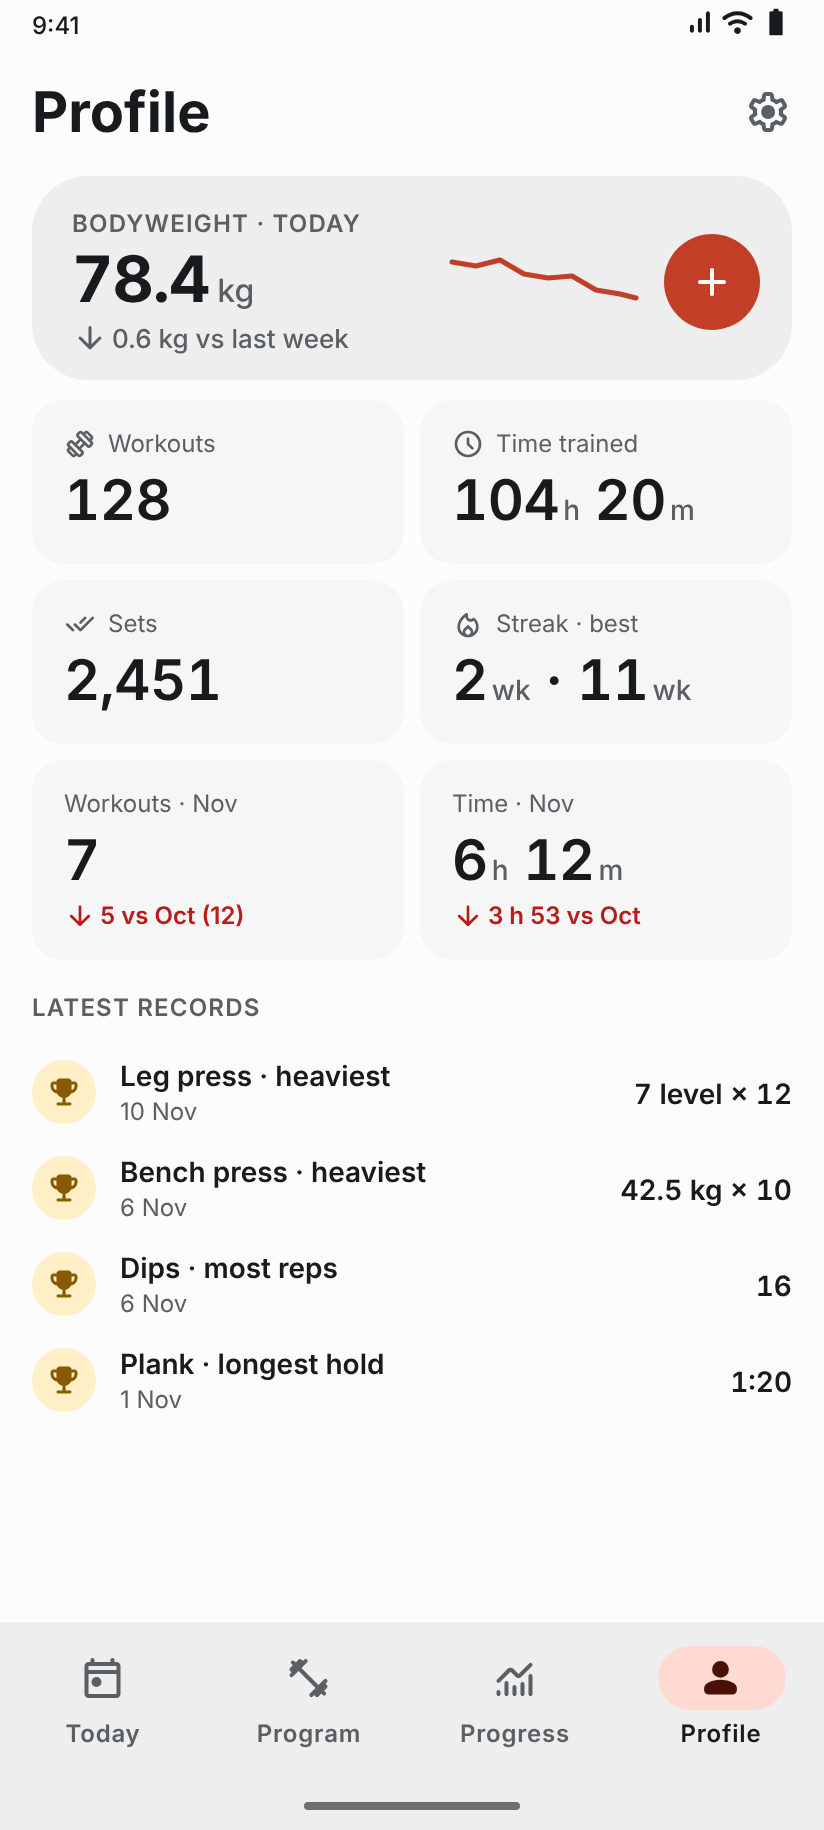 9:41
Profile
BODYWEIGHT · TODAY
78.4 kg
↓ 0.6 kg vs last week
Workouts
128
Time trained
104 h 20 m
Sets
2,451
Streak · best
2 wk · 11 wk
Workouts · Nov
7
↓ 5 vs Oct (12)
Time · Nov
6 h 12 m
↓ 3 h 53 vs Oct
LATEST RECORDS
Leg press · heaviest
10 Nov
7 level × 12
Bench press · heaviest
6 Nov
42.5 kg × 10
Dips · most reps
6 Nov
16
Plank · longest hold
1 Nov
1:20
Today
Program
Progress
Profile